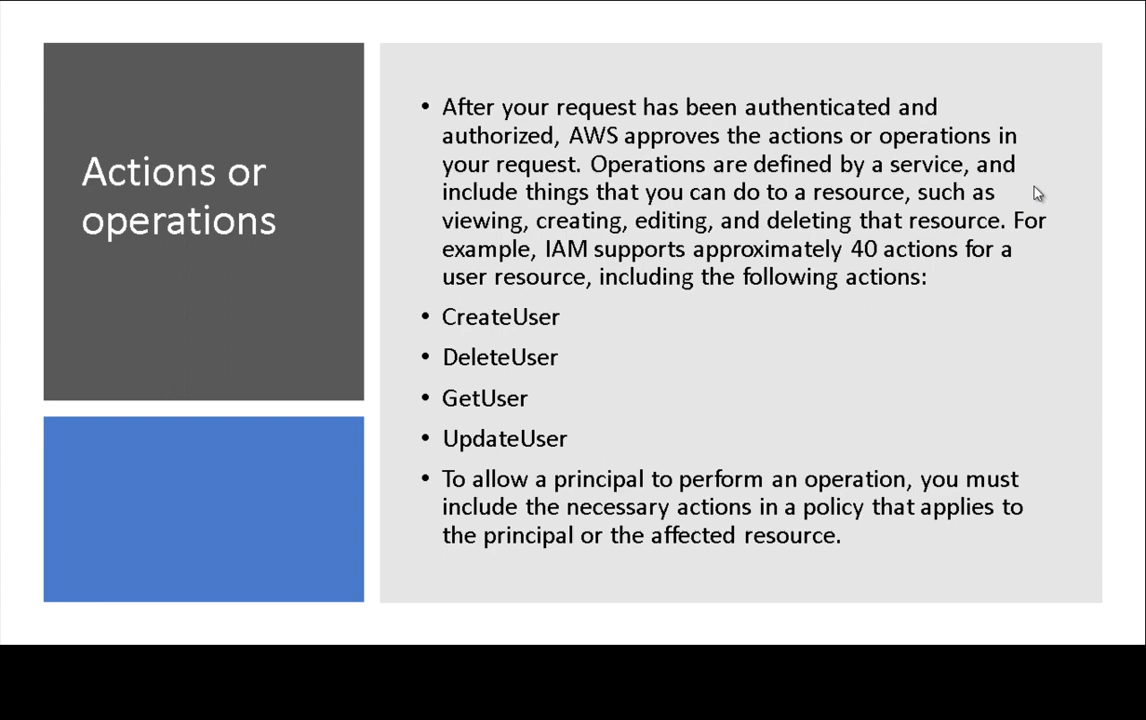 Actions or
operations
• After your request has been authenticated and
authorized, AWS approves the actions or operations in
your request. Operations are defined by a service, and
include things that you can do to a resource, such as
viewing, creating, editing, and deleting that resource. For
example, IAM supports approximately 40 actions for a
user resource, including the following actions:
• CreateUser
• DeleteUser
• GetUser
• UpdateUser
• To allow a principal to perform an operation, you must
include the necessary actions in a policy that applies to
the principal or the affected resource.